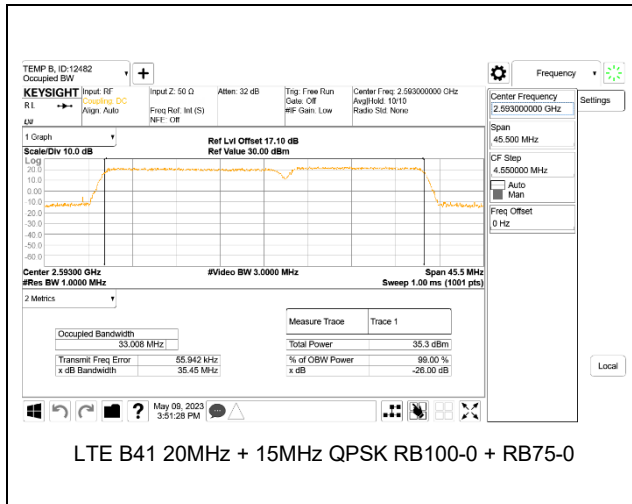 TEMP B, ID:12482
Occupied BW
KEYSIGHT
R L
Input: RF
Coupling: DC
Align: Auto
Input Z: 50 Ω
Freq Ref: Int (S)
NFE: Off
Atten: 32 dB
Trig: Free Run
Gate: Off
#IF Gain: Low
Center Freq: 2.593000000 GHz
Avg|Hold: 10/10
Radio Std: None
1 Graph
Scale/Div 10.0 dB
Ref Lvl Offset 17.10 dB
Ref Value 30.00 dBm
Log
20.0
10.0
0.00
-10.0
-20.0
-30.0
-40.0
-50.0
-60.0
Center 2.59300 GHz
#Video BW 3.0000 MHz
Span 45.5 MHz
#Res BW 1.0000 MHz
Sweep 1.00 ms (1001 pts)
2 Metrics
Measure Trace Trace 1
Occupied Bandwidth
33.008 MHz
Total Power 35.3 dBm
Transmit Freq Error 55.942 kHz
% of OBW Power 99.00 %
x dB Bandwidth 35.45 MHz
x dB -26.00 dB
May 09, 2023
3:51:28 PM
Frequency
Center Frequency
2.593000000 GHz
Settings
Span
45.500 MHz
CF Step
4.550000 MHz
Auto
Man
Freq Offset
0 Hz
Local
LTE B41 20MHz + 15MHz QPSK RB100-0 + RB75-0